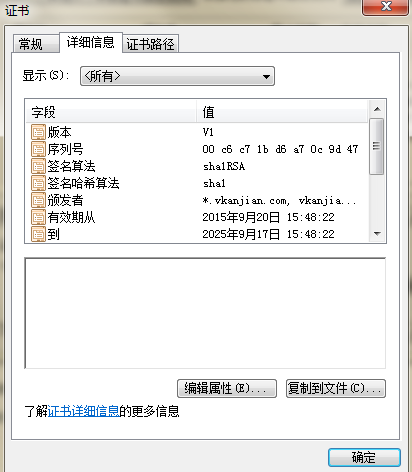 证书
常规 详细信息 证书路径
显示(S): <所有>
字段 值
版本 V1
序列号 00 c6 c7 1b d6 a7 0c 9d 47
签名算法 sha1RSA
签名哈希算法 sha1
颁发者 *.vkanjian.com, vkanjia...
有效期从 2015年9月20日 15:48:22
到 2025年9月17日 15:48:22
编辑属性(E)... 复制到文件(C)...
了解证书详细信息的更多信息
确定